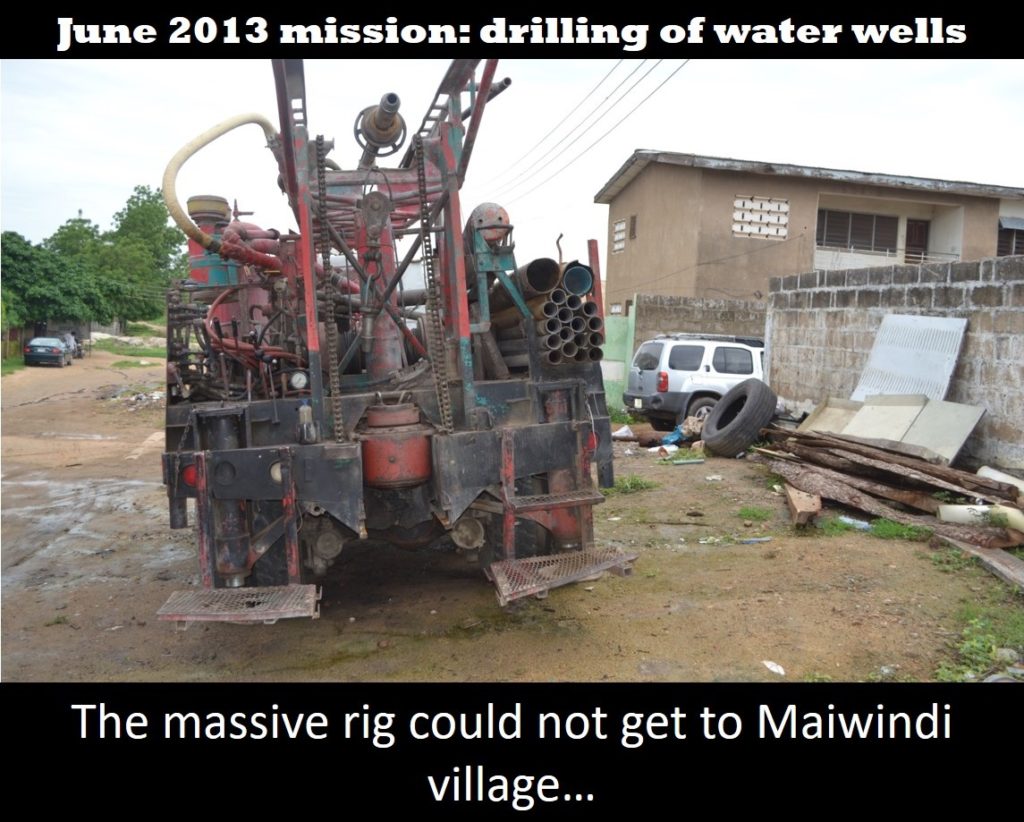 June 2013 mission: drilling of water wells
The massive rig could not get to Maiwindi
village...